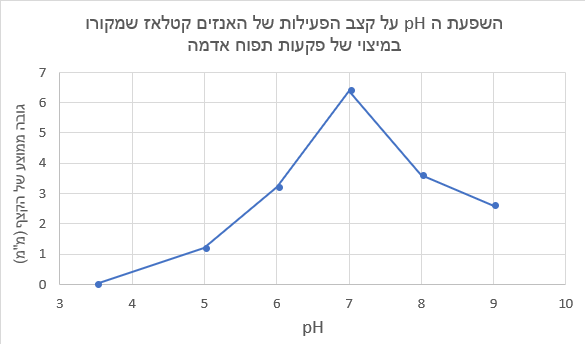 השפעת ה pH על קצב הפעילות של האנזים קטלאז שמקורו
במיצוי של פקעות תפוח אדמה
גובה ממוצע של הקצף (מ"מ)
7
6
5
4
3
2
1
0
3 4 5 6 7 8 9 10
pH